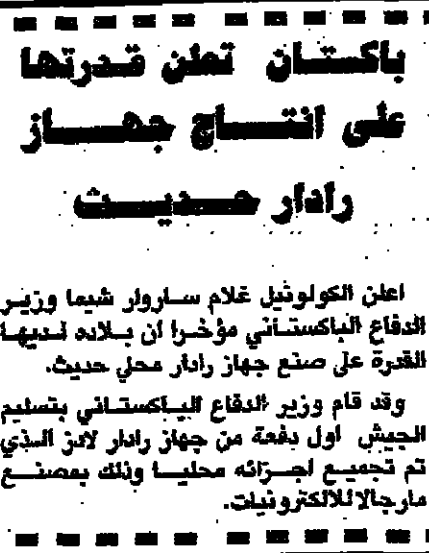 باكستان تعلن قدرتها
على انتاج جهاز
رادار حديث
اعلن الكولونيل غلام سارولر شيما وزير
الدفاع الباكستاني مؤخرا ان بلاده لديها
القدرة على صنع جهاز رادار محلي حديث.
وقد قام وزير الدفاع الباكستاني بتسليم
الجيش اول دفعة من جهاز رادار لانز الذي
تم تجميع اجزائه محليا وذلك بمصنع
مارجالا للالكترونيات.